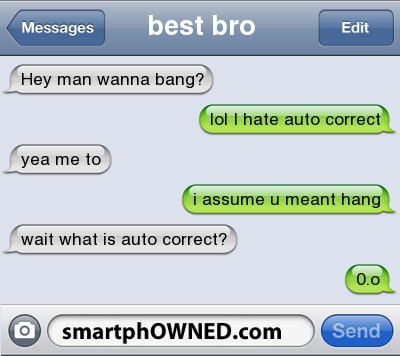 Messages
best bro
Edit
Hey man wanna bang?
lol I hate auto correct
yea me to
i assume u meant hang
wait what is auto correct?
0.o
smartphOWNED.com
Send